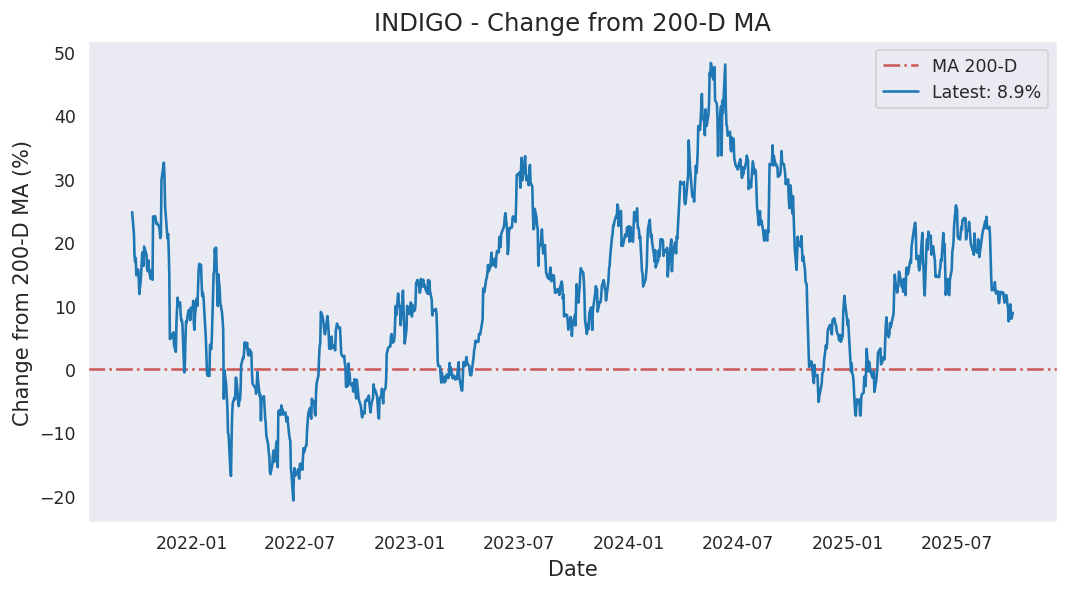 INDIGO - Change from 200-D MA
MA 200-D
Latest: 8.9%
Change from 200-D MA (%)
50
40
30
20
10
0
−10
−20
2022-01 2022-07 2023-01 2023-07 2024-01 2024-07 2025-01 2025-07
Date